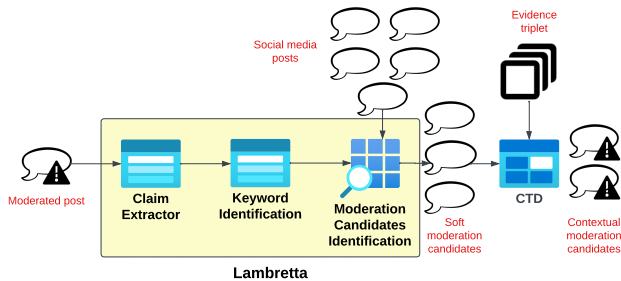 Evidence
triplet
Social media
posts
Moderated post
Claim
Extractor
Keyword
Identification
Moderation
Candidates
Identification
Soft
moderation
candidates
CTD
Contextual
moderation
candidates
Lambretta